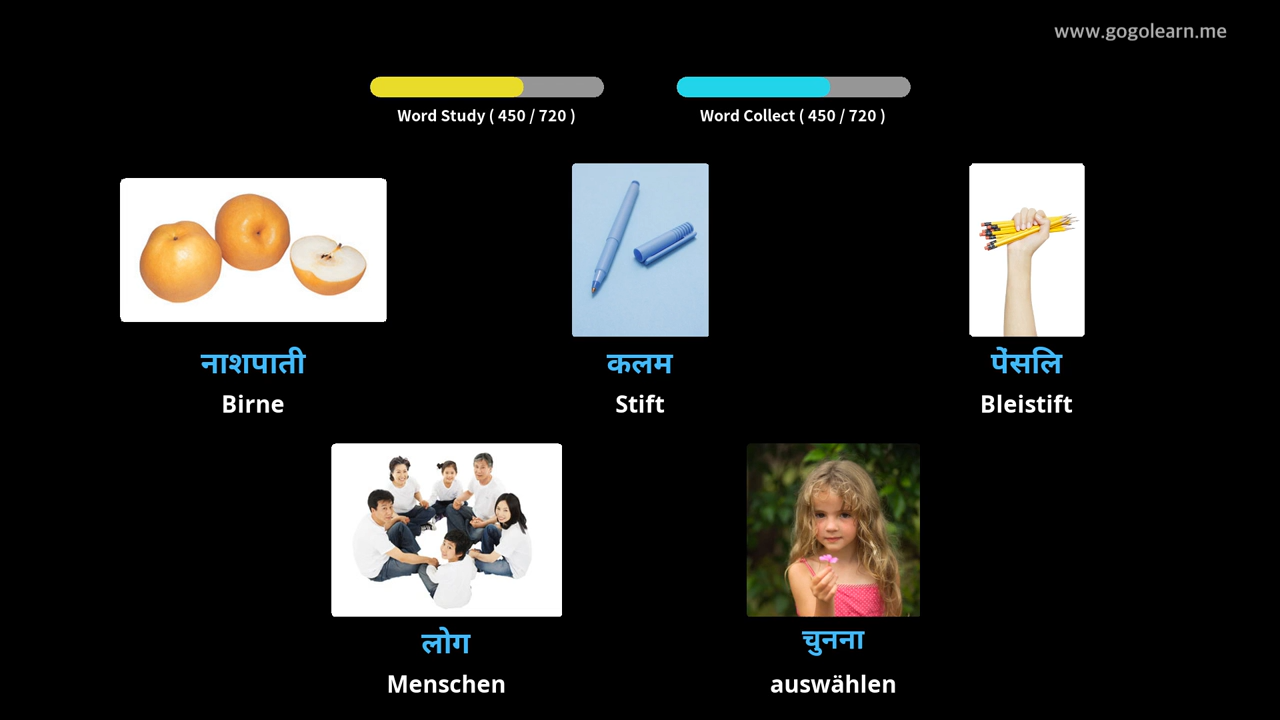 www.gogolearn.me
Word Study ( 450 / 720 )
Word Collect ( 450 / 720 )
नाशपाती
Birne
कलम
Stift
पेंसलि
Bleistift
लोग
Menschen
चुनना
auswählen